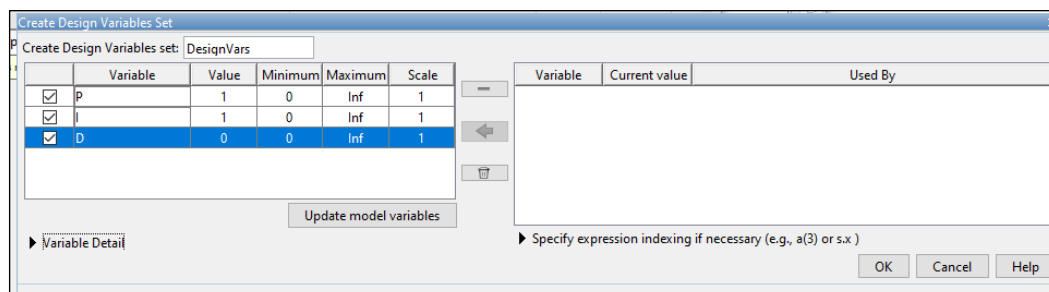 Create Design Variables Set
Create Design Variables set: DesignVars
Variable Value Minimum Maximum Scale
P 1 0 Inf 1
I 1 0 Inf 1
D 0 0 Inf 1
Update model variables
Variable Detail
Variable Current value Used By
Specify expression indexing if necessary (e.g., a(3) or s.x )
OK Cancel Help